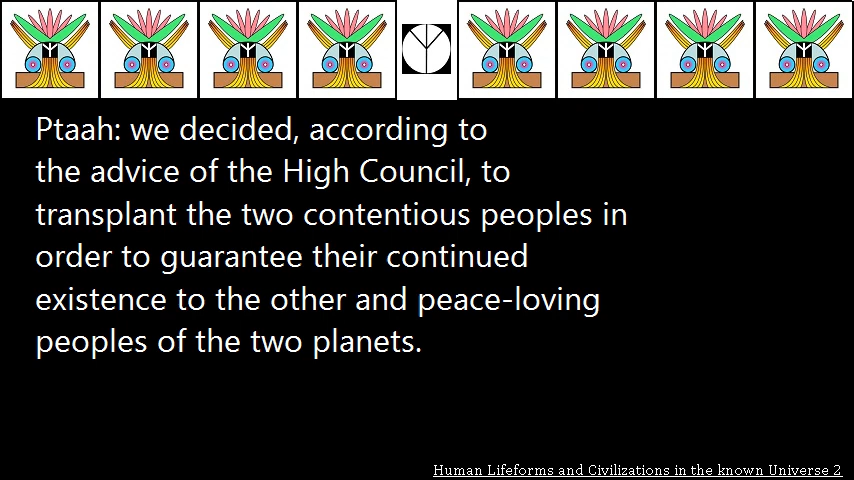 Ptaah: we decided, according to
the advice of the High Council, to
transplant the two contentious peoples in
order to guarantee their continued
existence to the other and peace-loving
peoples of the two planets.
Human Lifeforms and Civilizations in the known Universe 2